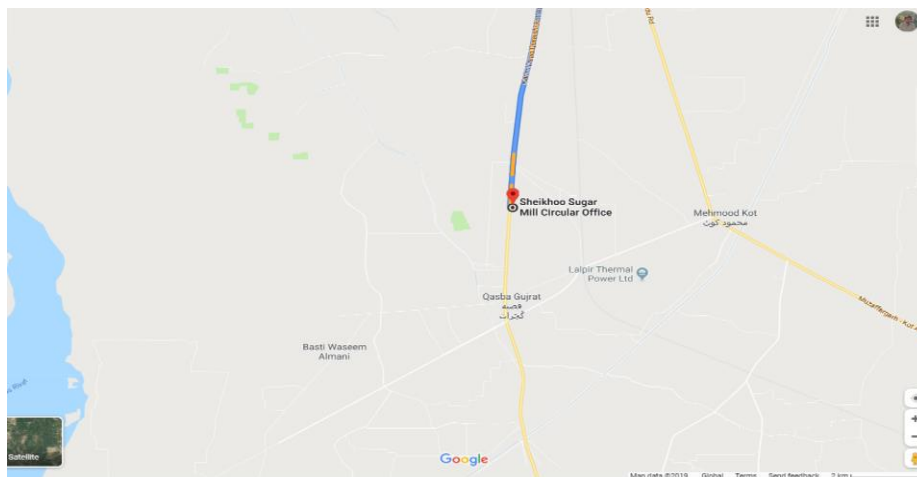 Sheikhoo Sugar
Mill Circular Office
Mehmood Kot
محمود کوٹ
Lalpir Thermal
Power Ltd
Qasba Gujrat
قصبہ
گجرات
Basti Waseem
Almani
Satellite
Google
Map data ©2019 Global Terms Send feedback 2 km